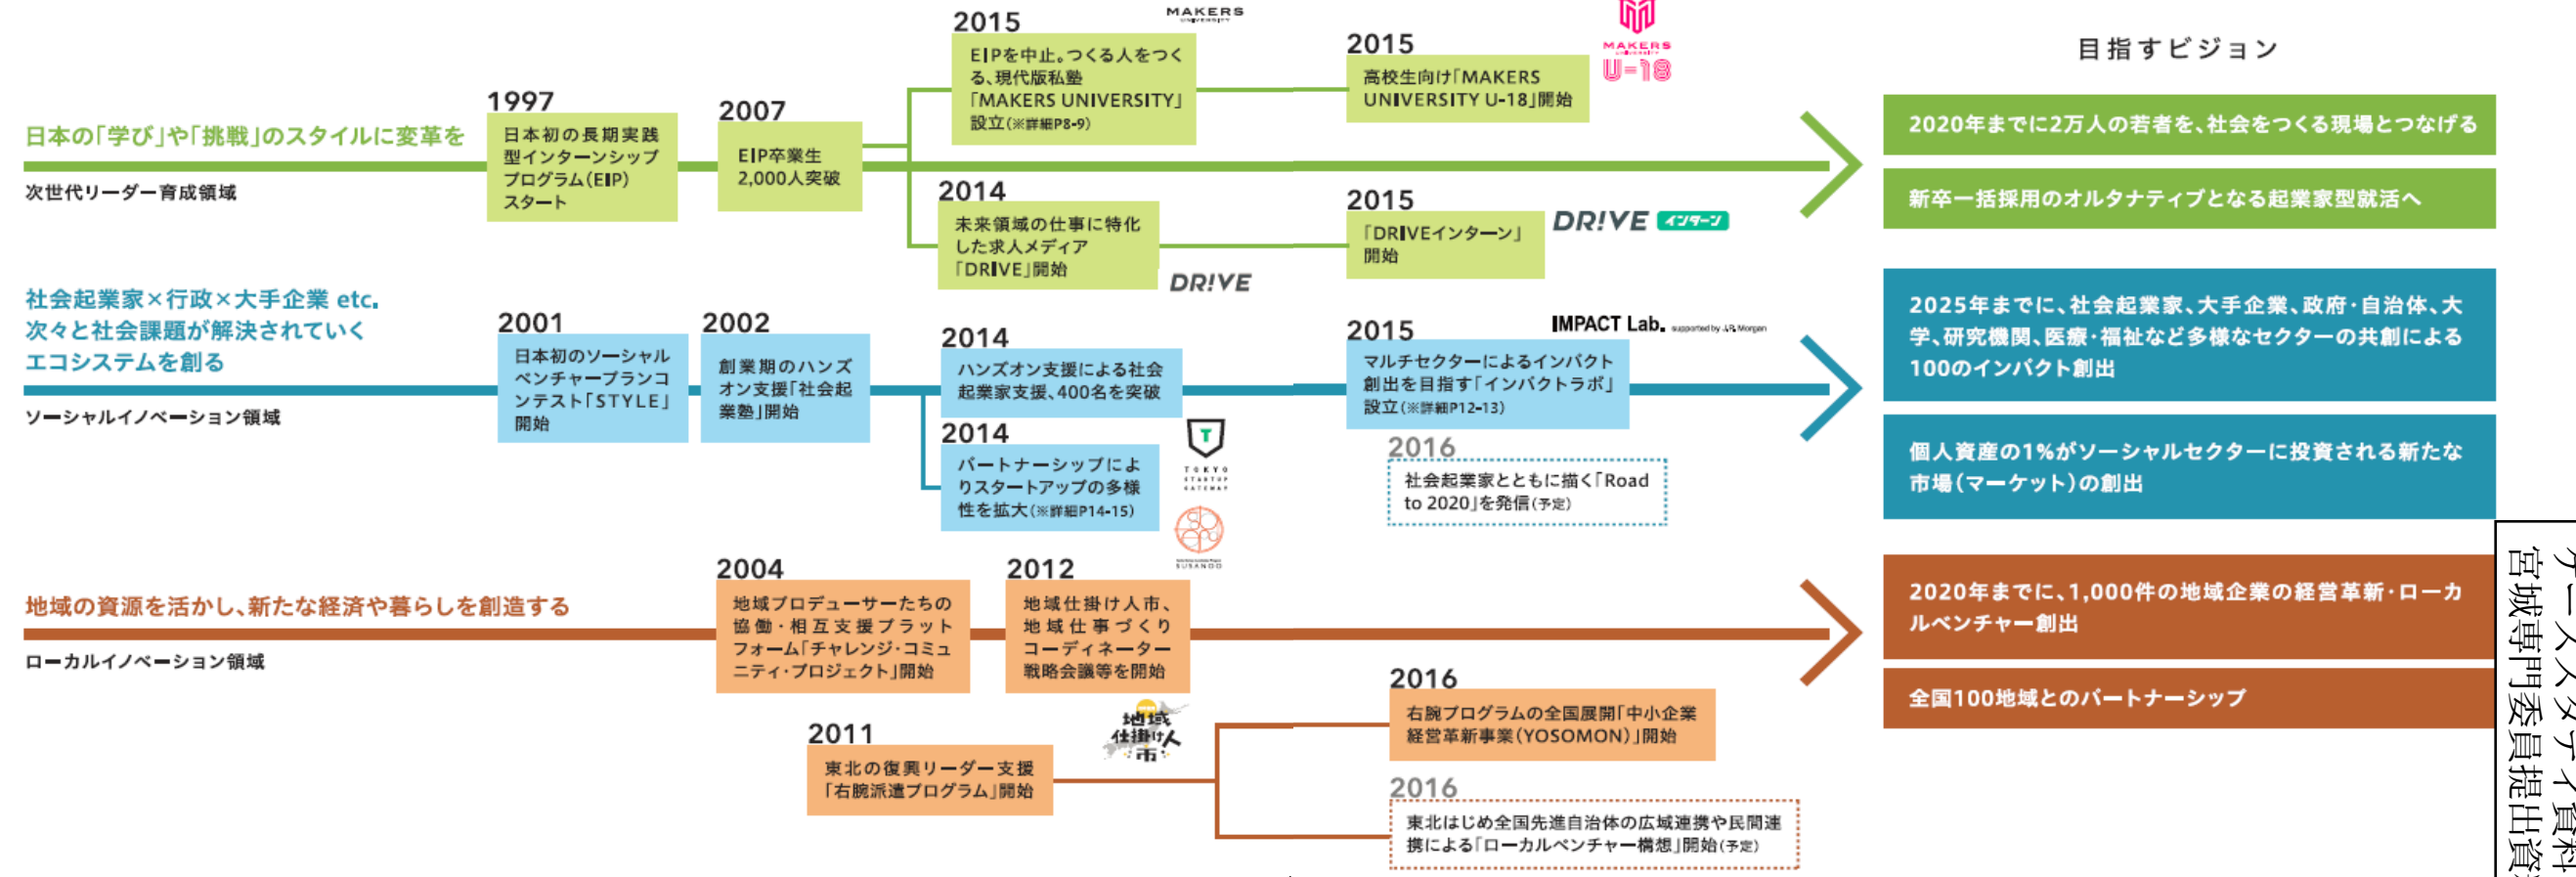 目指すビジョン
日本の「学び」や「挑戦」のスタイルに変革を
次世代リーダー育成領域
1997
日本初の長期実践
型インターンシップ
プログラム(EIP)
スタート
2007
EIP卒業生
2,000人突破
2015
MAKERS
UNIVERSITY
EIPを中止。つくる人をつく
る、現代版私塾
「MAKERS UNIVERSITY」
設立(※詳細P8-9)
2015
高校生向け「MAKERS
UNIVERSITY U-18」開始
MAKERS
UNIVERSITY
U-18
2014
未来領域の仕事に特化
した求人メディア
「DRIVE」開始
DR!VE
2015
「DRIVEインターン」
開始
DR!VE インターン
2020年までに2万人の若者を、社会をつくる現場とつなげる
新卒一括採用のオルタナティブとなる起業家型就活へ
社会起業家×行政×大手企業 etc.
次々と社会課題が解決されていく
エコシステムを創る
ソーシャルイノベーション領域
2001
日本初のソーシャル
ベンチャープランコ
ンテスト「STYLE」
開始
2002
創業期のハンズ
オン支援「社会起
業塾」開始
2014
ハンズオン支援による社会
起業家支援、400名を突破
2014
パートナーシップによ
りスタートアップの多様
性を拡大(※詳細P14-15)
T
TOKYO
STARTUP
GATEWAY
SUSANOO
2015
IMPACT Lab. supported by J.P. Morgan
マルチセクターによるインパクト
創出を目指す「インパクトラボ」
設立(※詳細P12-13)
2016
社会起業家とともに描く「Road
to 2020」を発信(予定)
2025年までに、社会起業家、大手企業、政府・自治体、大
学、研究機関、医療・福祉など多様なセクターの共創による
100のインパクト創出
個人資産の1%がソーシャルセクターに投資される新たな
市場(マーケット)の創出
地域の資源を活かし、新たな経済や暮らしを創造する
ローカルイノベーション領域
2004
地域プロデューサーたちの
協働・相互支援プラット
フォーム「チャレンジ・コミュ
ニティ・プロジェクト」開始
2012
地域仕掛け人市、
地域仕事づくり
コーディネーター
戦略会議等を開始
地域
仕掛け人
市
2011
東北の復興リーダー支援
「右腕派遣プログラム」開始
2016
右腕プログラムの全国展開「中小企業
経営革新事業(YOSOMON)」開始
2016
東北はじめ全国先進自治体の広域連携や民間連
携による「ローカルベンチャー構想」開始(予定)
2020年までに、1,000件の地域企業の経営革新・ローカ
ルベンチャー創出
全国100地域とのパートナーシップ
ケーススタディ資料
宮城専門委員提出資